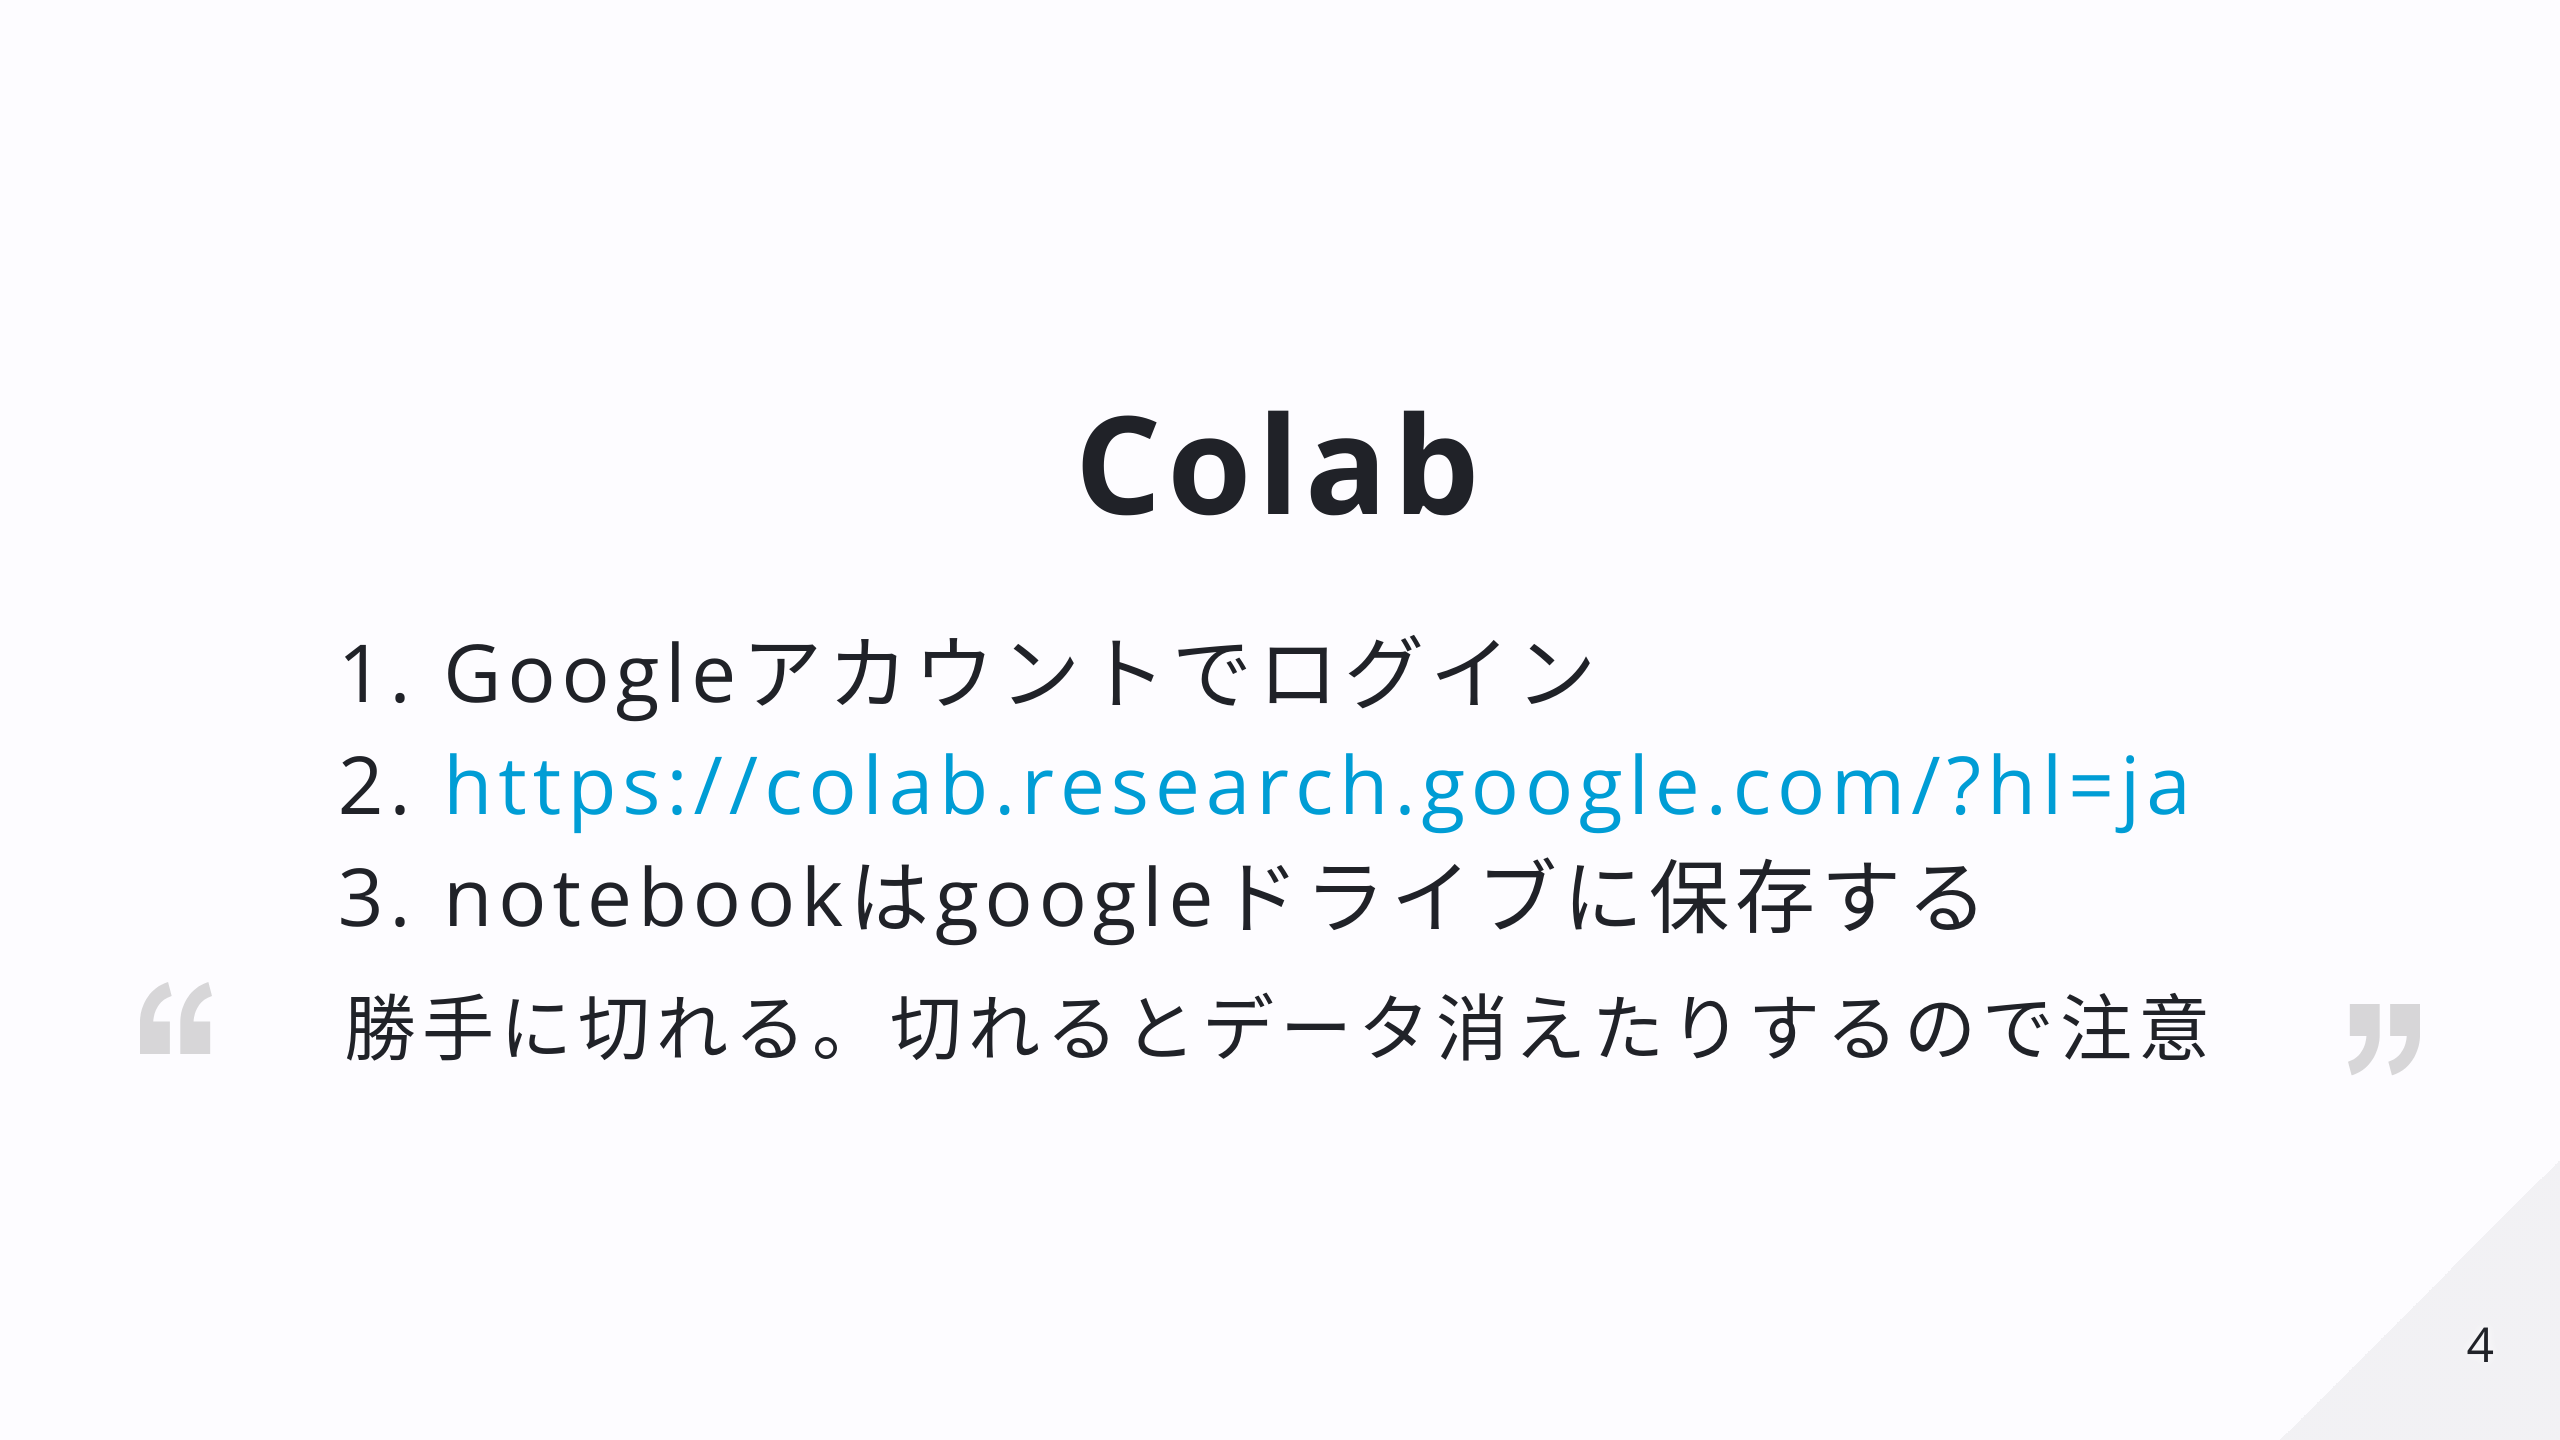 Colab
1. Googleアカウントでログイン
2. https://colab.research.google.com/?hl=ja
3. notebookはgoogleドライブに保存する
“勝手に切れる。切れるとデータ消えたりするので注意”
4